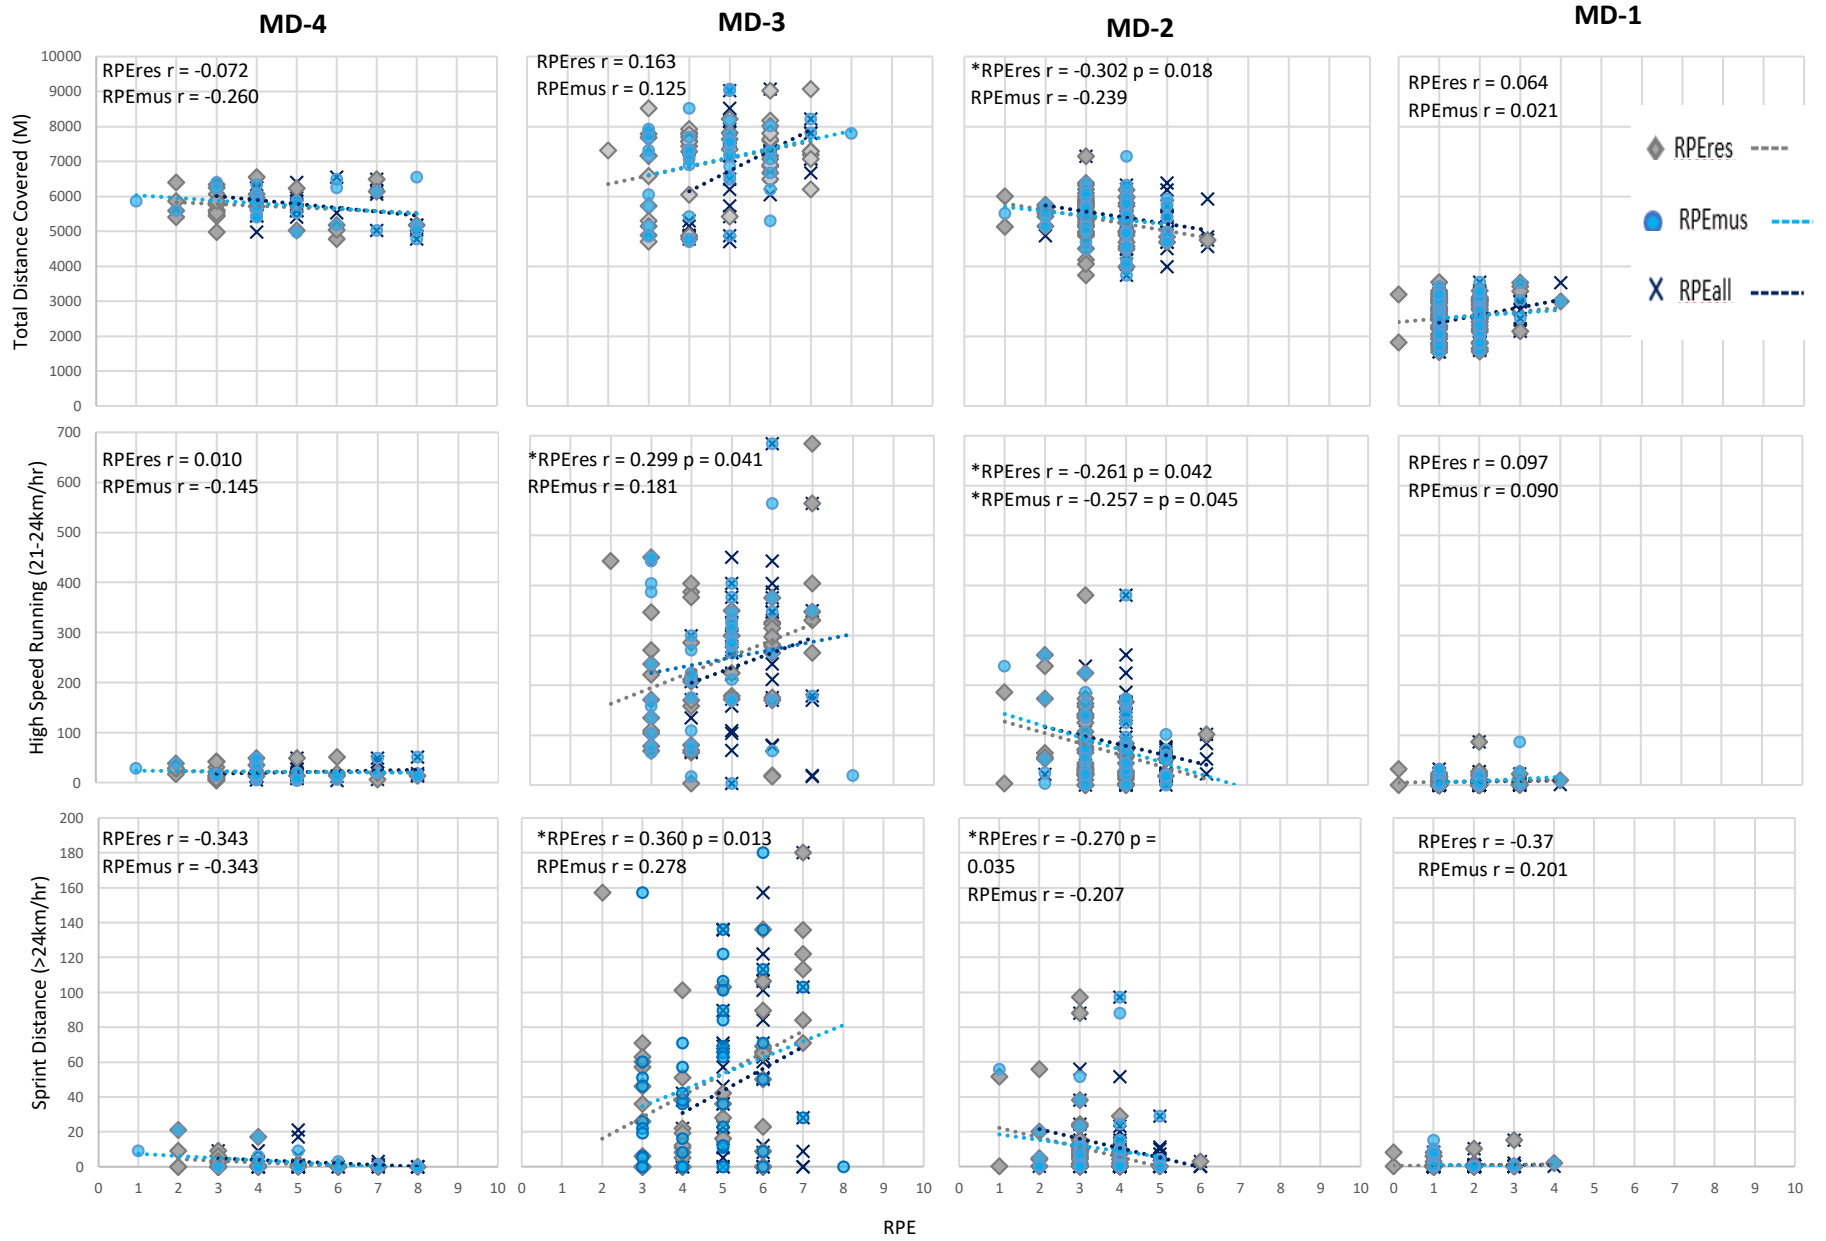 MD-4
MD-3
MD-2
MD-1
Total Distance Covered (M)
10000
9000
8000
7000
6000
5000
4000
3000
2000
1000
0
RPEres r = -0.072
RPEmus r = -0.260
RPEres r = 0.163
RPEmus r = 0.125
*RPEres r = -0.302 p = 0.018
RPEmus r = -0.239
RPEres r = 0.064
RPEmus r = 0.021
RPEres
RPEmus
RPEall
High Speed Running (21-24km/hr)
700
600
500
400
300
200
100
0
RPEres r = 0.010
RPEmus r = -0.145
*RPEres r = 0.299 p = 0.041
RPEmus r = 0.181
*RPEres r = -0.261 p = 0.042
*RPEmus r = -0.257 = p = 0.045
RPEres r = 0.097
RPEmus r = 0.090
Sprint Distance (>24km/hr)
200
180
160
140
120
100
80
60
40
20
0
RPEres r = -0.343
RPEmus r = -0.343
*RPEres r = 0.360 p = 0.013
RPEmus r = 0.278
*RPEres r = -0.270 p =
0.035
RPEmus r = -0.207
RPEres r = -0.37
RPEmus r = 0.201
0 1 2 3 4 5 6 7 8 9 10
0 1 2 3 4 5 6 7 8 9 10
0 1 2 3 4 5 6 7 8 9 10
0 1 2 3 4 5 6 7 8 9 10
RPE